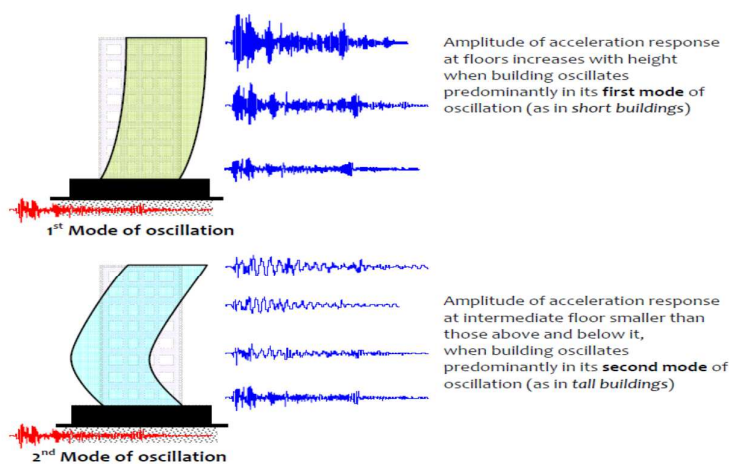 Amplitude of acceleration response
at floors increases with height
when building oscillates
predominantly in its first mode of
oscillation (as in short buildings)
1st Mode of oscillation
Amplitude of acceleration response
at intermediate floor smaller than
those above and below it,
when building oscillates
predominantly in its second mode of
oscillation (as in tall buildings)
2nd Mode of oscillation